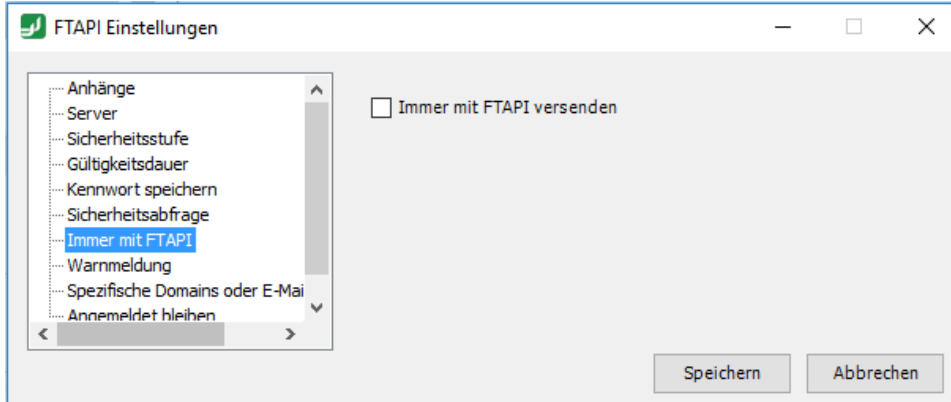 FTAPI Einstellungen
Anhänge
Server
Sicherheitsstufe
Gültigkeitsdauer
Kennwort speichern
Sicherheitsabfrage
Immer mit FTAPI
Warnmeldung
Spezifische Domains oder E-Mai
Angemeldet bleiben
Immer mit FTAPI versenden
Speichern
Abbrechen